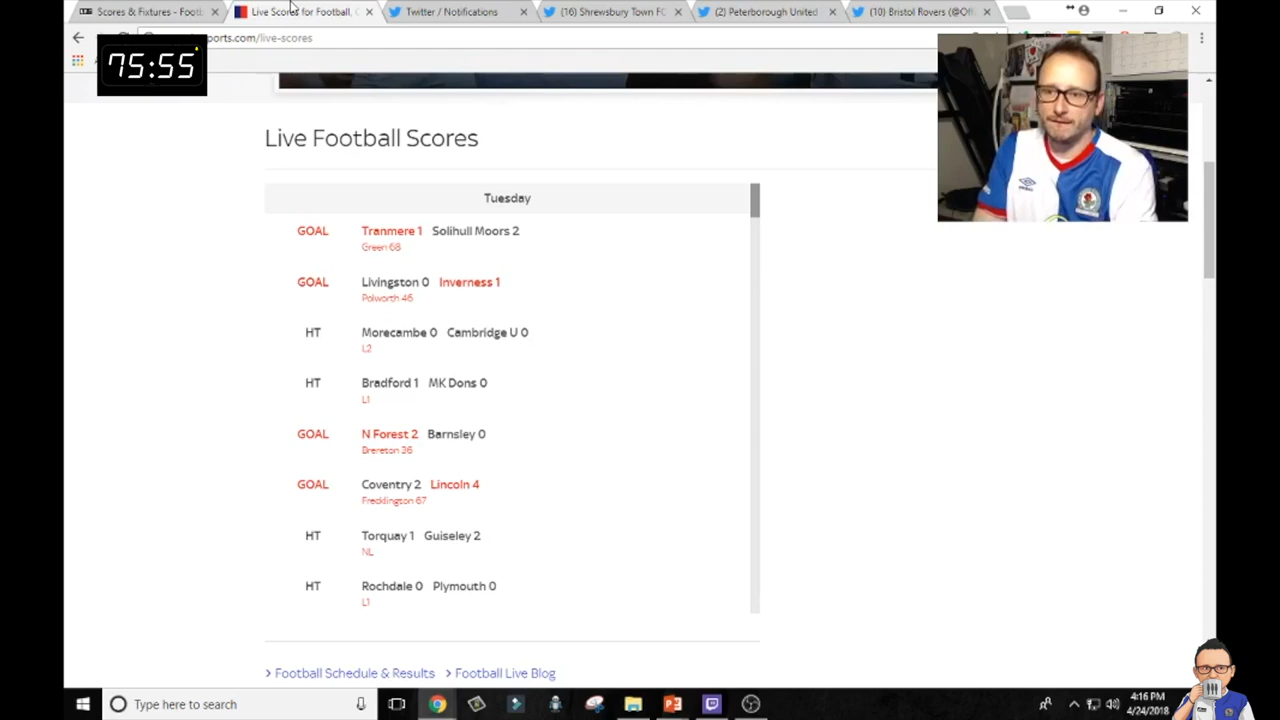 Scores & Fixtures - Foot
Live Scores for Football, C
Twitter / Notifications
(16) Shrewsbury Town FC
(2) Peterborough United
(10) Bristol Rovers (@Offi
75:55
ports.com/live-scores
Live Football Scores
Tuesday
GOAL Tranmere 1 Solihull Moors 2
Green 68
GOAL Livingston 0 Inverness 1
Polworth 46
HT Morecambe 0 Cambridge U 0
L2
HT Bradford 1 MK Dons 0
L1
GOAL N Forest 2 Barnsley 0
Brereton 36
GOAL Coventry 2 Lincoln 4
Frecklington 67
HT Torquay 1 Guiseley 2
NL
HT Rochdale 0 Plymouth 0
L1
> Football Schedule & Results > Football Live Blog
Type here to search
4:16 PM
4/24/2018